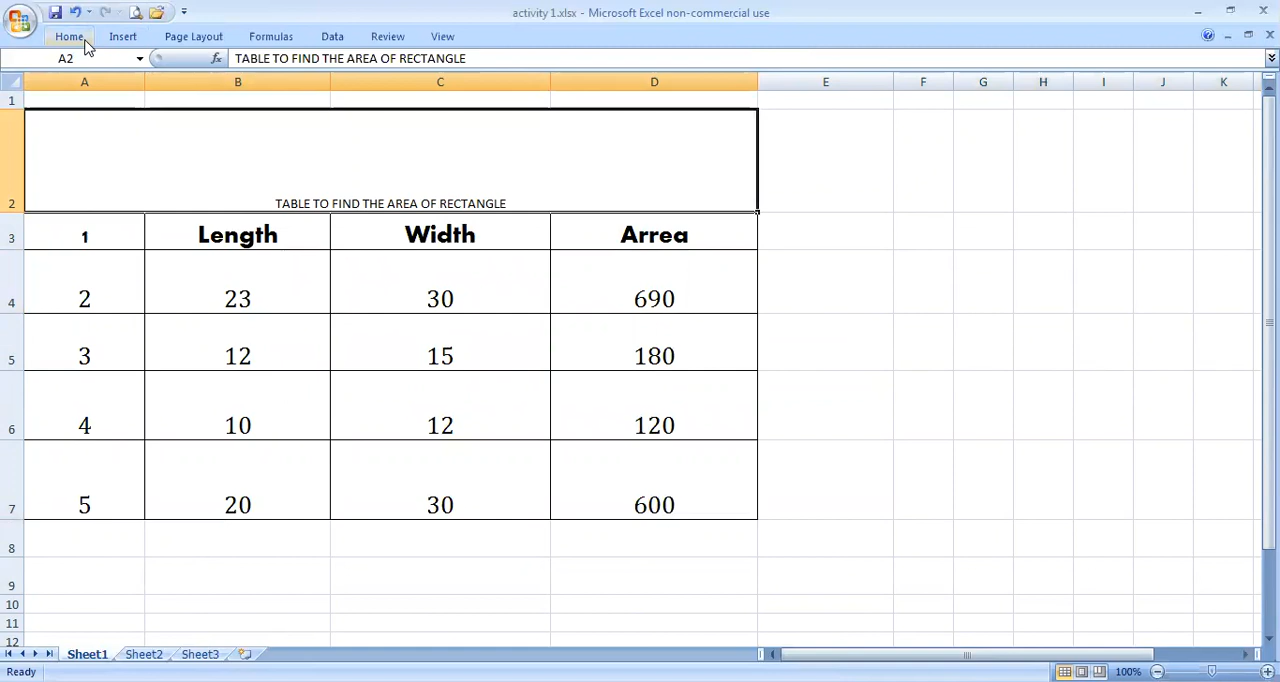 activity 1.xlsx - Microsoft Excel non-commercial use
Home Insert Page Layout Formulas Data Review View
A2 fx TABLE TO FIND THE AREA OF RECTANGLE
A B C D E F G H I J K
1
2 TABLE TO FIND THE AREA OF RECTANGLE
3 1 Length Width Arrea
4 2 23 30 690
5 3 12 15 180
6 4 10 12 120
7 5 20 30 600
8
9
10
11
12
Sheet1 Sheet2 Sheet3
Ready 100%